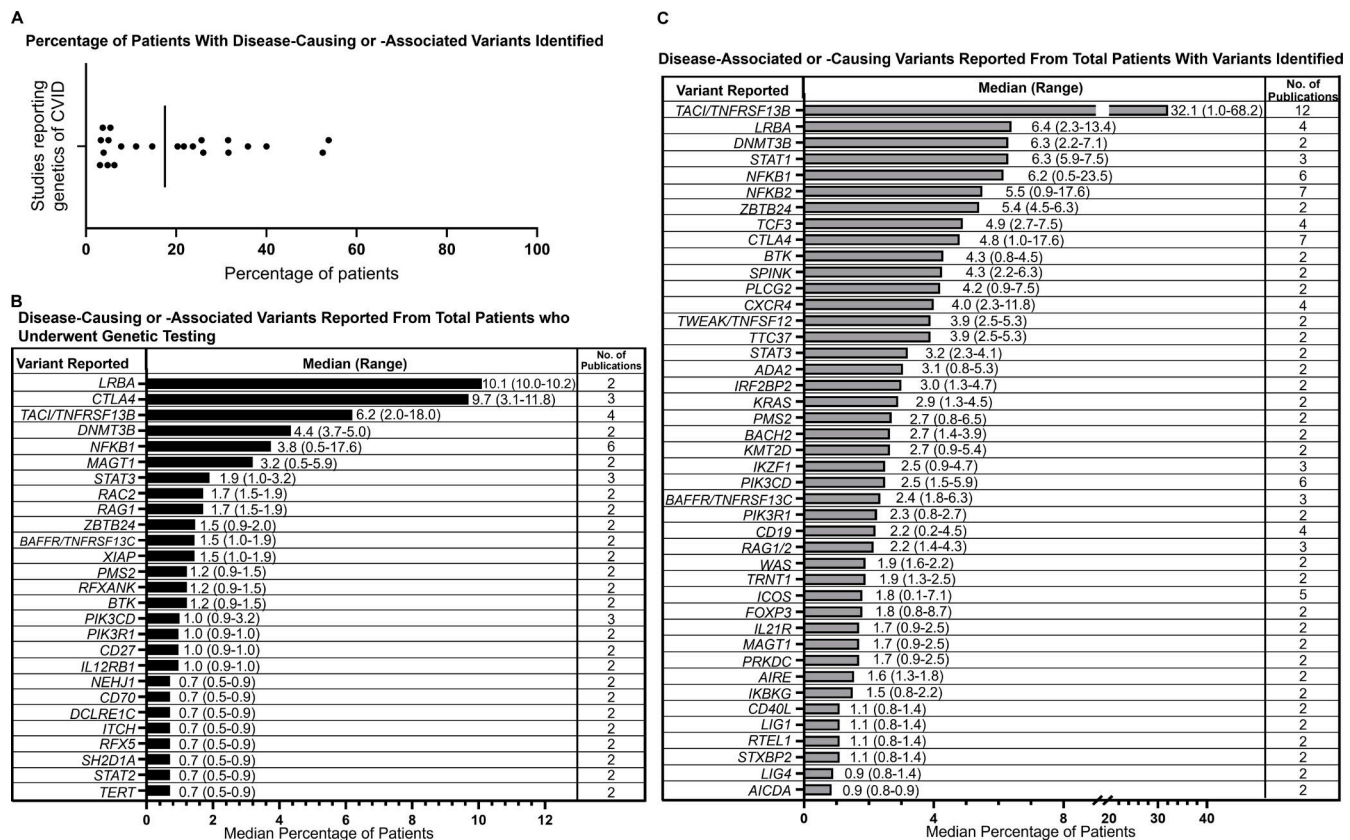 A
Percentage of Patients With Disease-Causing or -Associated Variants Identified
Studies reporting
genetics of CVID
0 20 40 60 80 100
Percentage of patients
B
Disease-Causing or -Associated Variants Reported From Total Patients who
Underwent Genetic Testing
Variant Reported Median (Range) No. of Publications
LRBA 10.1 (10.0-10.2) 2
CTLA4 9.7 (3.1-11.8) 3
TACI/TNFRSF13B 6.2 (2.0-18.0) 4
DNMT3B 4.4 (3.7-5.0) 2
NFKB1 3.8 (0.5-17.6) 6
MAGT1 3.2 (0.5-5.9) 2
STAT3 1.9 (1.0-3.2) 3
RAC2 1.7 (1.5-1.9) 2
RAG1 1.7 (1.5-1.9) 2
ZBTB24 1.5 (0.9-2.0) 2
BAFFR/TNFRSF13C 1.5 (1.0-1.9) 2
XIAP 1.5 (1.0-1.9) 2
PMS2 1.2 (0.9-1.5) 2
RFXANK 1.2 (0.9-1.5) 2
BTK 1.2 (0.9-1.5) 2
PIK3CD 1.0 (0.9-3.2) 3
PIK3R1 1.0 (0.9-1.0) 2
CD27 1.0 (0.9-1.0) 2
IL12RB1 1.0 (0.9-1.0) 2
NEHJ1 0.7 (0.5-0.9) 2
CD70 0.7 (0.5-0.9) 2
DCLRE1C 0.7 (0.5-0.9) 2
ITCH 0.7 (0.5-0.9) 2
RFX5 0.7 (0.5-0.9) 2
SH2D1A 0.7 (0.5-0.9) 2
STAT2 0.7 (0.5-0.9) 2
TERT 0.7 (0.5-0.9) 2
0 2 4 6 8 10 12
Median Percentage of Patients
C
Disease-Associated or -Causing Variants Reported From Total Patients With Variants Identified
Variant Reported Median (Range) No. of Publications
TACI/TNFRSF13B 32.1 (1.0-68.2) 12
LRBA 6.4 (2.3-13.4) 4
DNMT3B 6.3 (2.2-7.1) 2
STAT1 6.3 (5.9-7.5) 3
NFKB1 6.2 (0.5-23.5) 6
NFKB2 5.5 (0.9-17.6) 7
ZBTB24 5.4 (4.5-6.3) 2
TCF3 4.9 (2.7-7.5) 4
CTLA4 4.8 (1.0-17.6) 7
BTK 4.3 (0.8-4.5) 2
SPINK 4.3 (2.2-6.3) 2
PLCG2 4.2 (0.9-7.5) 2
CXCR4 4.0 (2.3-11.8) 4
TWEAK/TNFSF12 3.9 (2.5-5.3) 2
TTC37 3.9 (2.5-5.3) 2
STAT3 3.2 (2.3-4.1) 2
ADA2 3.1 (0.8-5.3) 2
IRF2BP2 3.0 (1.3-4.7) 2
KRAS 2.9 (1.3-4.5) 2
PMS2 2.7 (0.8-6.5) 2
BACH2 2.7 (1.4-3.9) 2
KMT2D 2.7 (0.9-5.4) 2
IKZF1 2.5 (0.9-4.7) 3
PIK3CD 2.5 (1.5-5.9) 6
BAFFR/TNFRSF13C 2.4 (1.8-6.3) 3
PIK3R1 2.3 (0.8-2.7) 2
CD19 2.2 (0.2-4.5) 4
RAG1/2 2.2 (1.4-4.3) 3
WAS 1.9 (1.6-2.2) 2
TRNT1 1.9 (1.3-2.5) 2
ICOS 1.8 (0.1-7.1) 5
FOXP3 1.8 (0.8-8.7) 2
IL21R 1.7 (0.9-2.5) 2
MAGT1 1.7 (0.9-2.5) 2
PRKDC 1.7 (0.9-2.5) 2
AIRE 1.6 (1.3-1.8) 2
IKBKG 1.5 (0.8-2.2) 2
CD40L 1.1 (0.8-1.4) 2
LIG1 1.1 (0.8-1.4) 2
RTEL1 1.1 (0.8-1.4) 2
STXBP2 1.1 (0.8-1.4) 2
LIG4 0.9 (0.8-1.4) 2
AICDA 0.9 (0.8-0.9) 2
0 4 8 20 40
Median Percentage of Patients